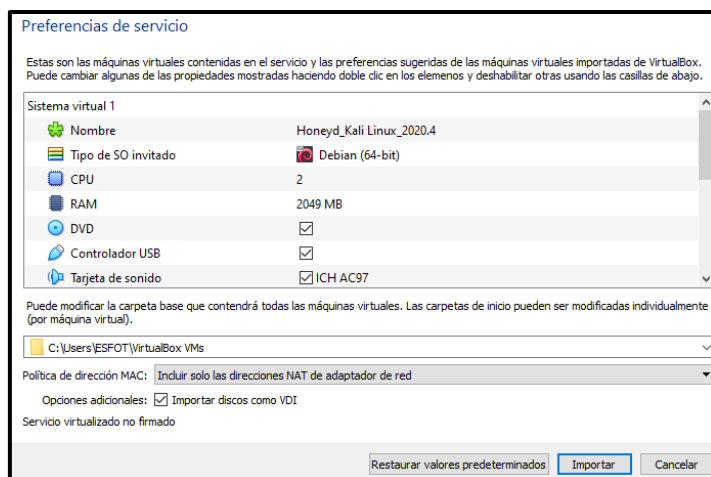 Preferencias de servicio
Estas son las máquinas virtuales contenidas en el servicio y las preferencias sugeridas de las máquinas virtuales importadas de VirtualBox.
Puede cambiar algunas de las propiedades mostradas haciendo doble clic en los elemenos y deshabilitar otras usando las casillas de abajo.
Sistema virtual 1
Nombre Honeyd_Kali Linux_2020.4
Tipo de SO invitado Debian (64-bit)
CPU 2
RAM 2049 MB
DVD
Controlador USB
Tarjeta de sonido ICH AC97
Puede modificar la carpeta base que contendrá todas las máquinas virtuales. Las carpetas de inicio pueden ser modificadas individualmente
(por máquina virtual).
C:\Users\ESFOT\VirtualBox VMs
Política de dirección MAC: Incluir solo las direcciones NAT de adaptador de red
Opciones adicionales: Importar discos como VDI
Servicio virtualizado no firmado
Restaurar valores predeterminados Importar Cancelar